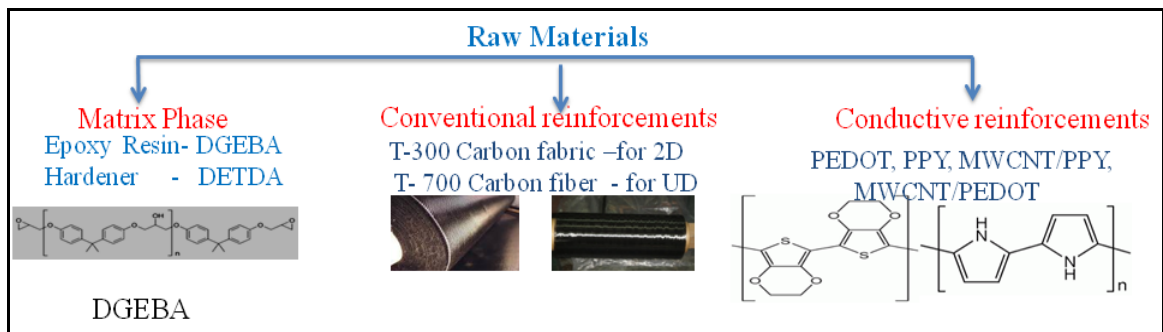 Raw Materials
Matrix Phase
Epoxy Resin- DGEBA
Hardener - DETDA
OH
O
O
O
O
O
O
n
DGEBA
Conventional reinforcements
T-300 Carbon fabric –for 2D
T- 700 Carbon fiber - for UD
Conductive reinforcements
PEDOT, PPY, MWCNT/PPY,
MWCNT/PEDOT
O
O
S
S
O
O
H
N
N
H
n